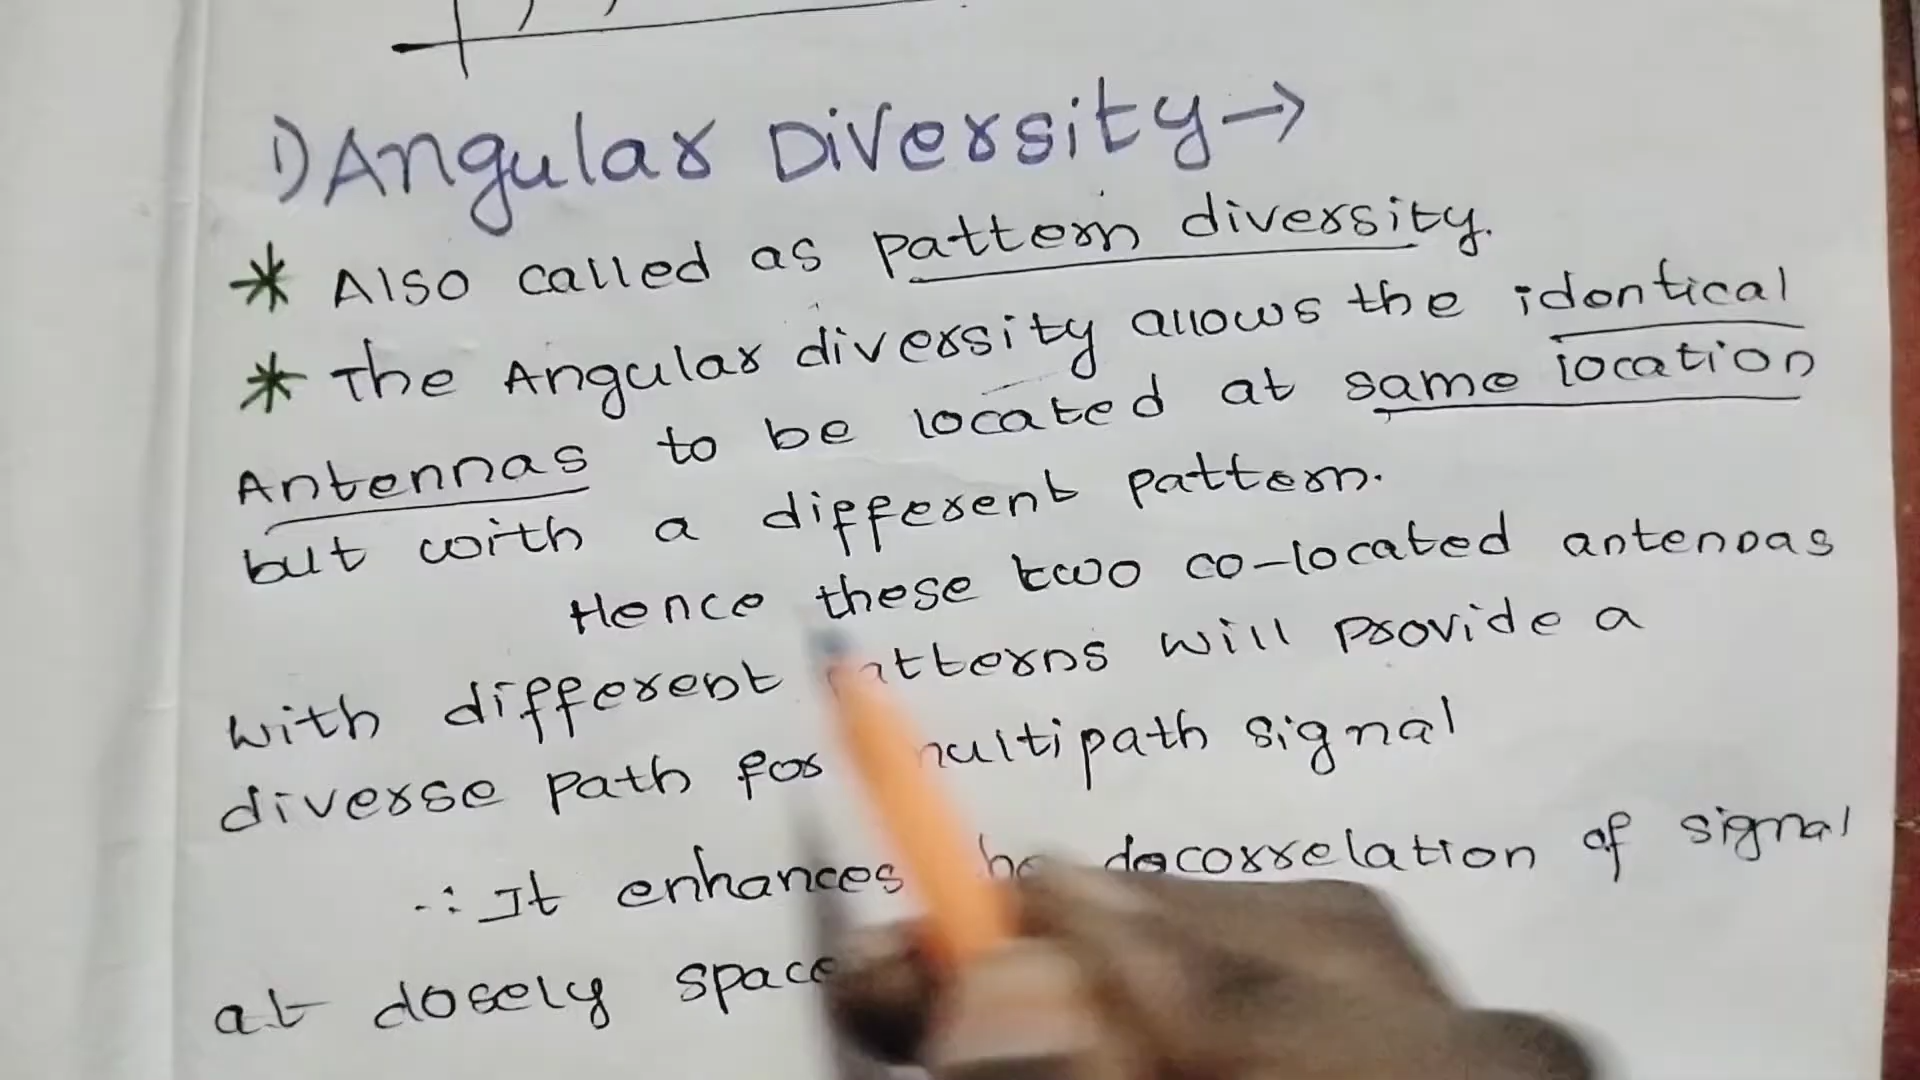 1) Angular Diversity →
* Also called as pattern diversity.
* The Angular diversity allows the identical
Antennas to be located at same location
but with a different pattern.
Hence these two co-located antennas
with different patterns will provide a
diverse path for multipath signal
∴ It enhances decorrelation of signal
at closely